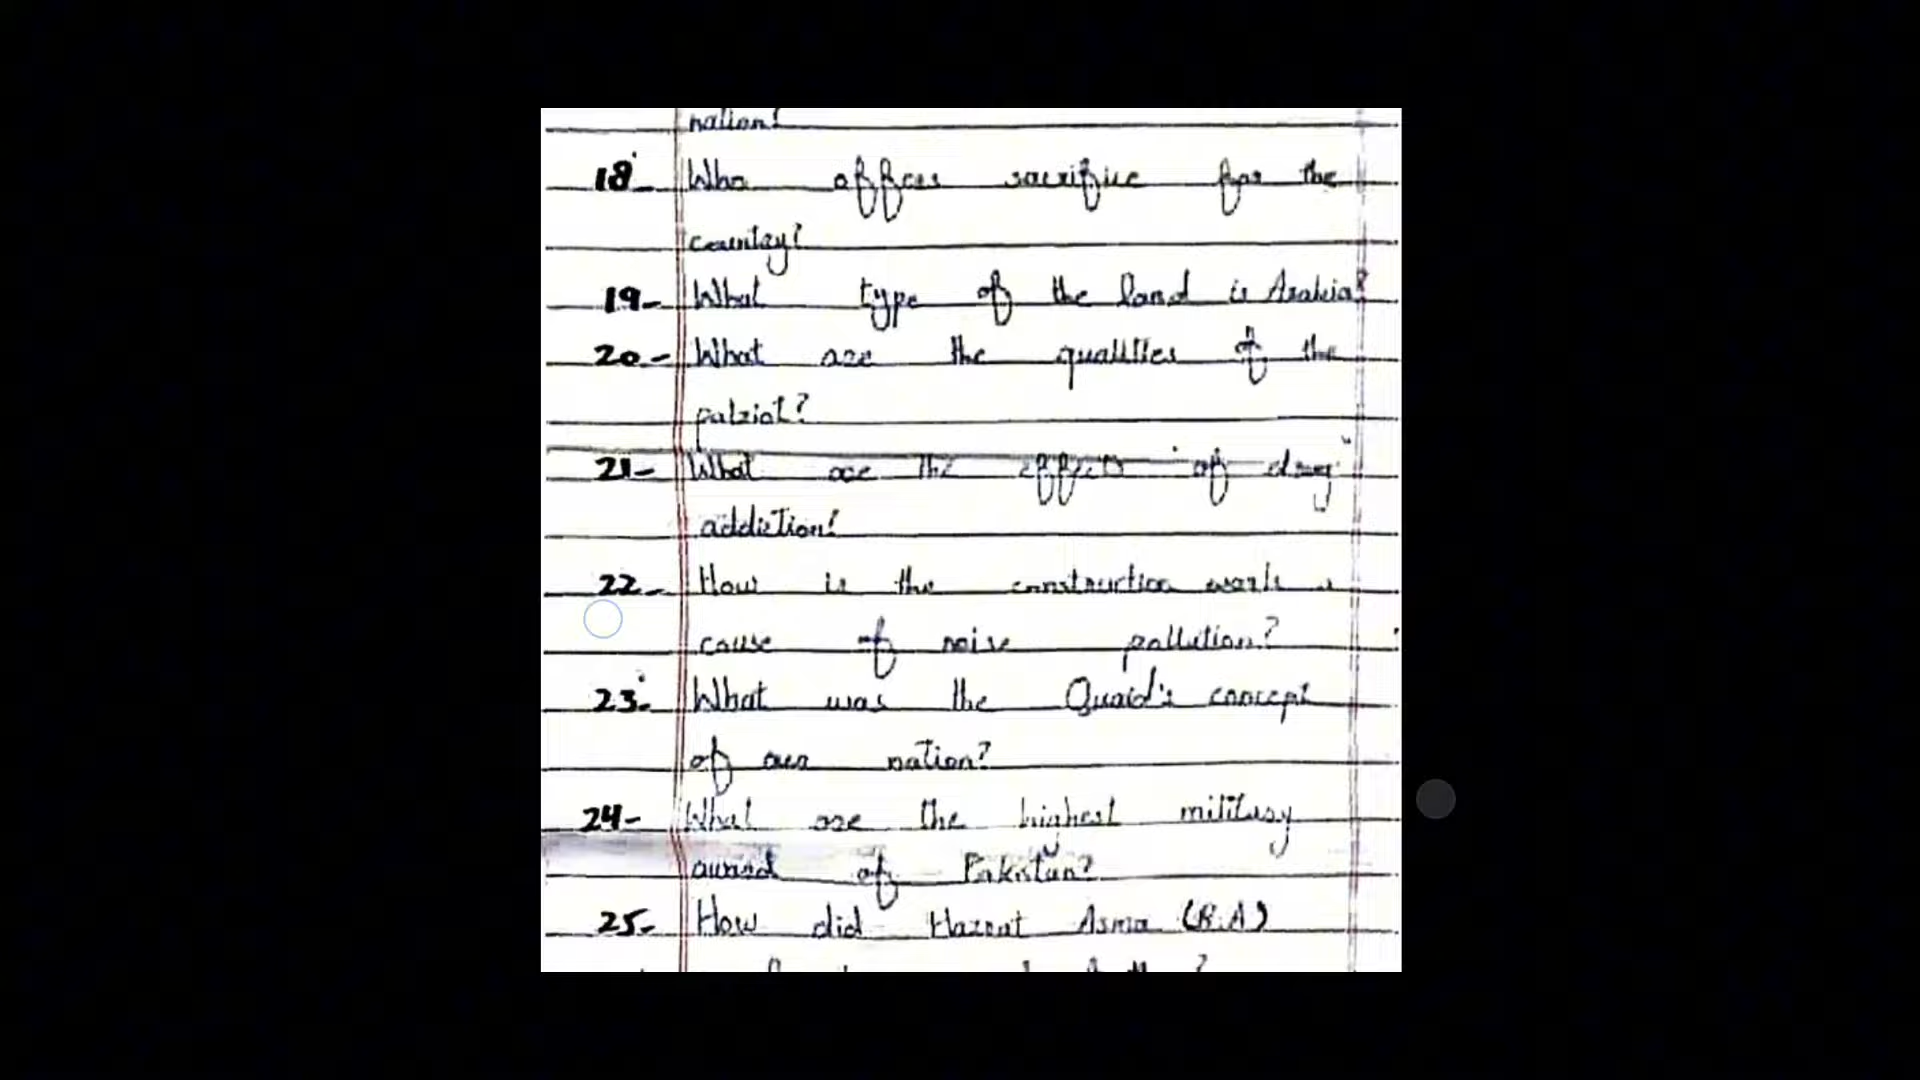 nation?
18- Who offers sacrifice for the
country?
19- What type of the land is Arabia?
20- What are the qualities of the
patriot?
21- What are the effects of drug
addiction?
22- How is the construction work a
cause of noise pollution?
23- What was the Quaid's concept
of our nation?
24- What are the highest military
award of Pakistan?
25- How did Hazrat Asma (R.A)